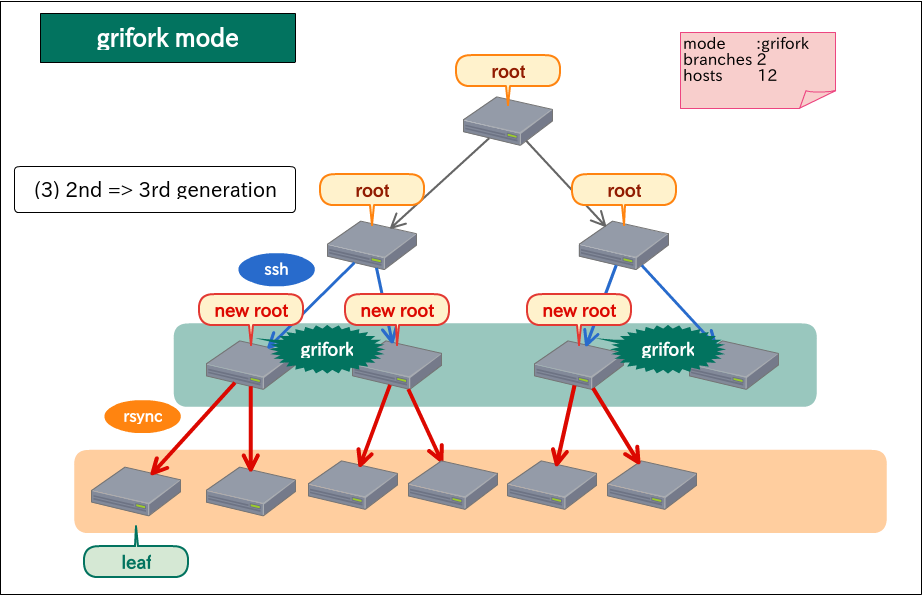 grifork mode
mode :grifork
branches 2
hosts 12
root
(3) 2nd => 3rd generation
root
root
ssh
new root
new root
new root
grifork
grifork
rsync
leaf